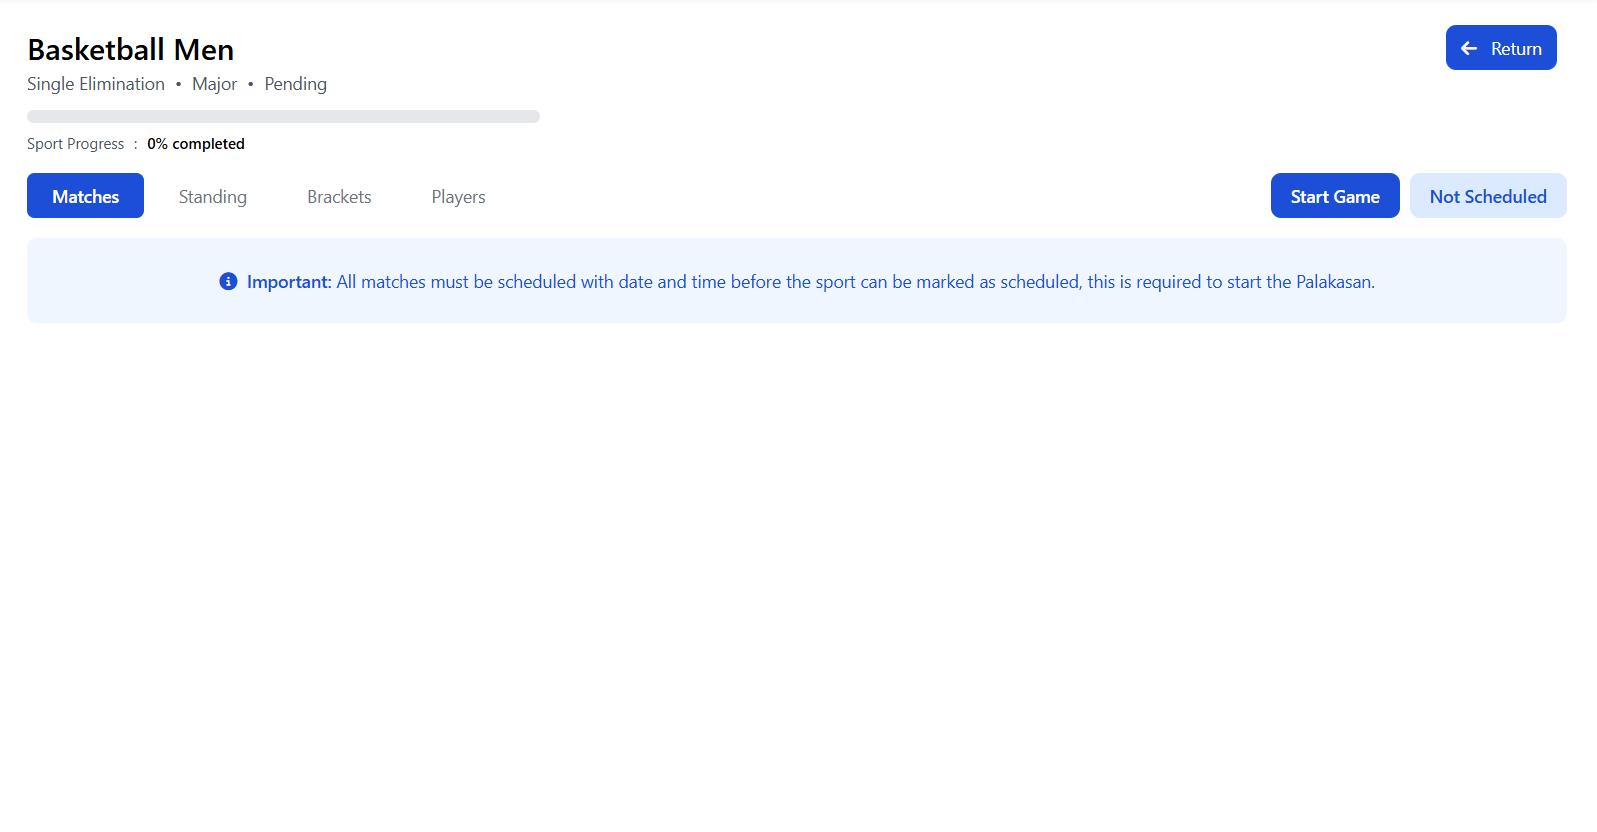 Basketball Men
Return
Single Elimination • Major • Pending
Sport Progress : 0% completed
Matches Standing Brackets Players Start Game Not Scheduled
Important: All matches must be scheduled with date and time before the sport can be marked as scheduled, this is required to start the Palakasan.